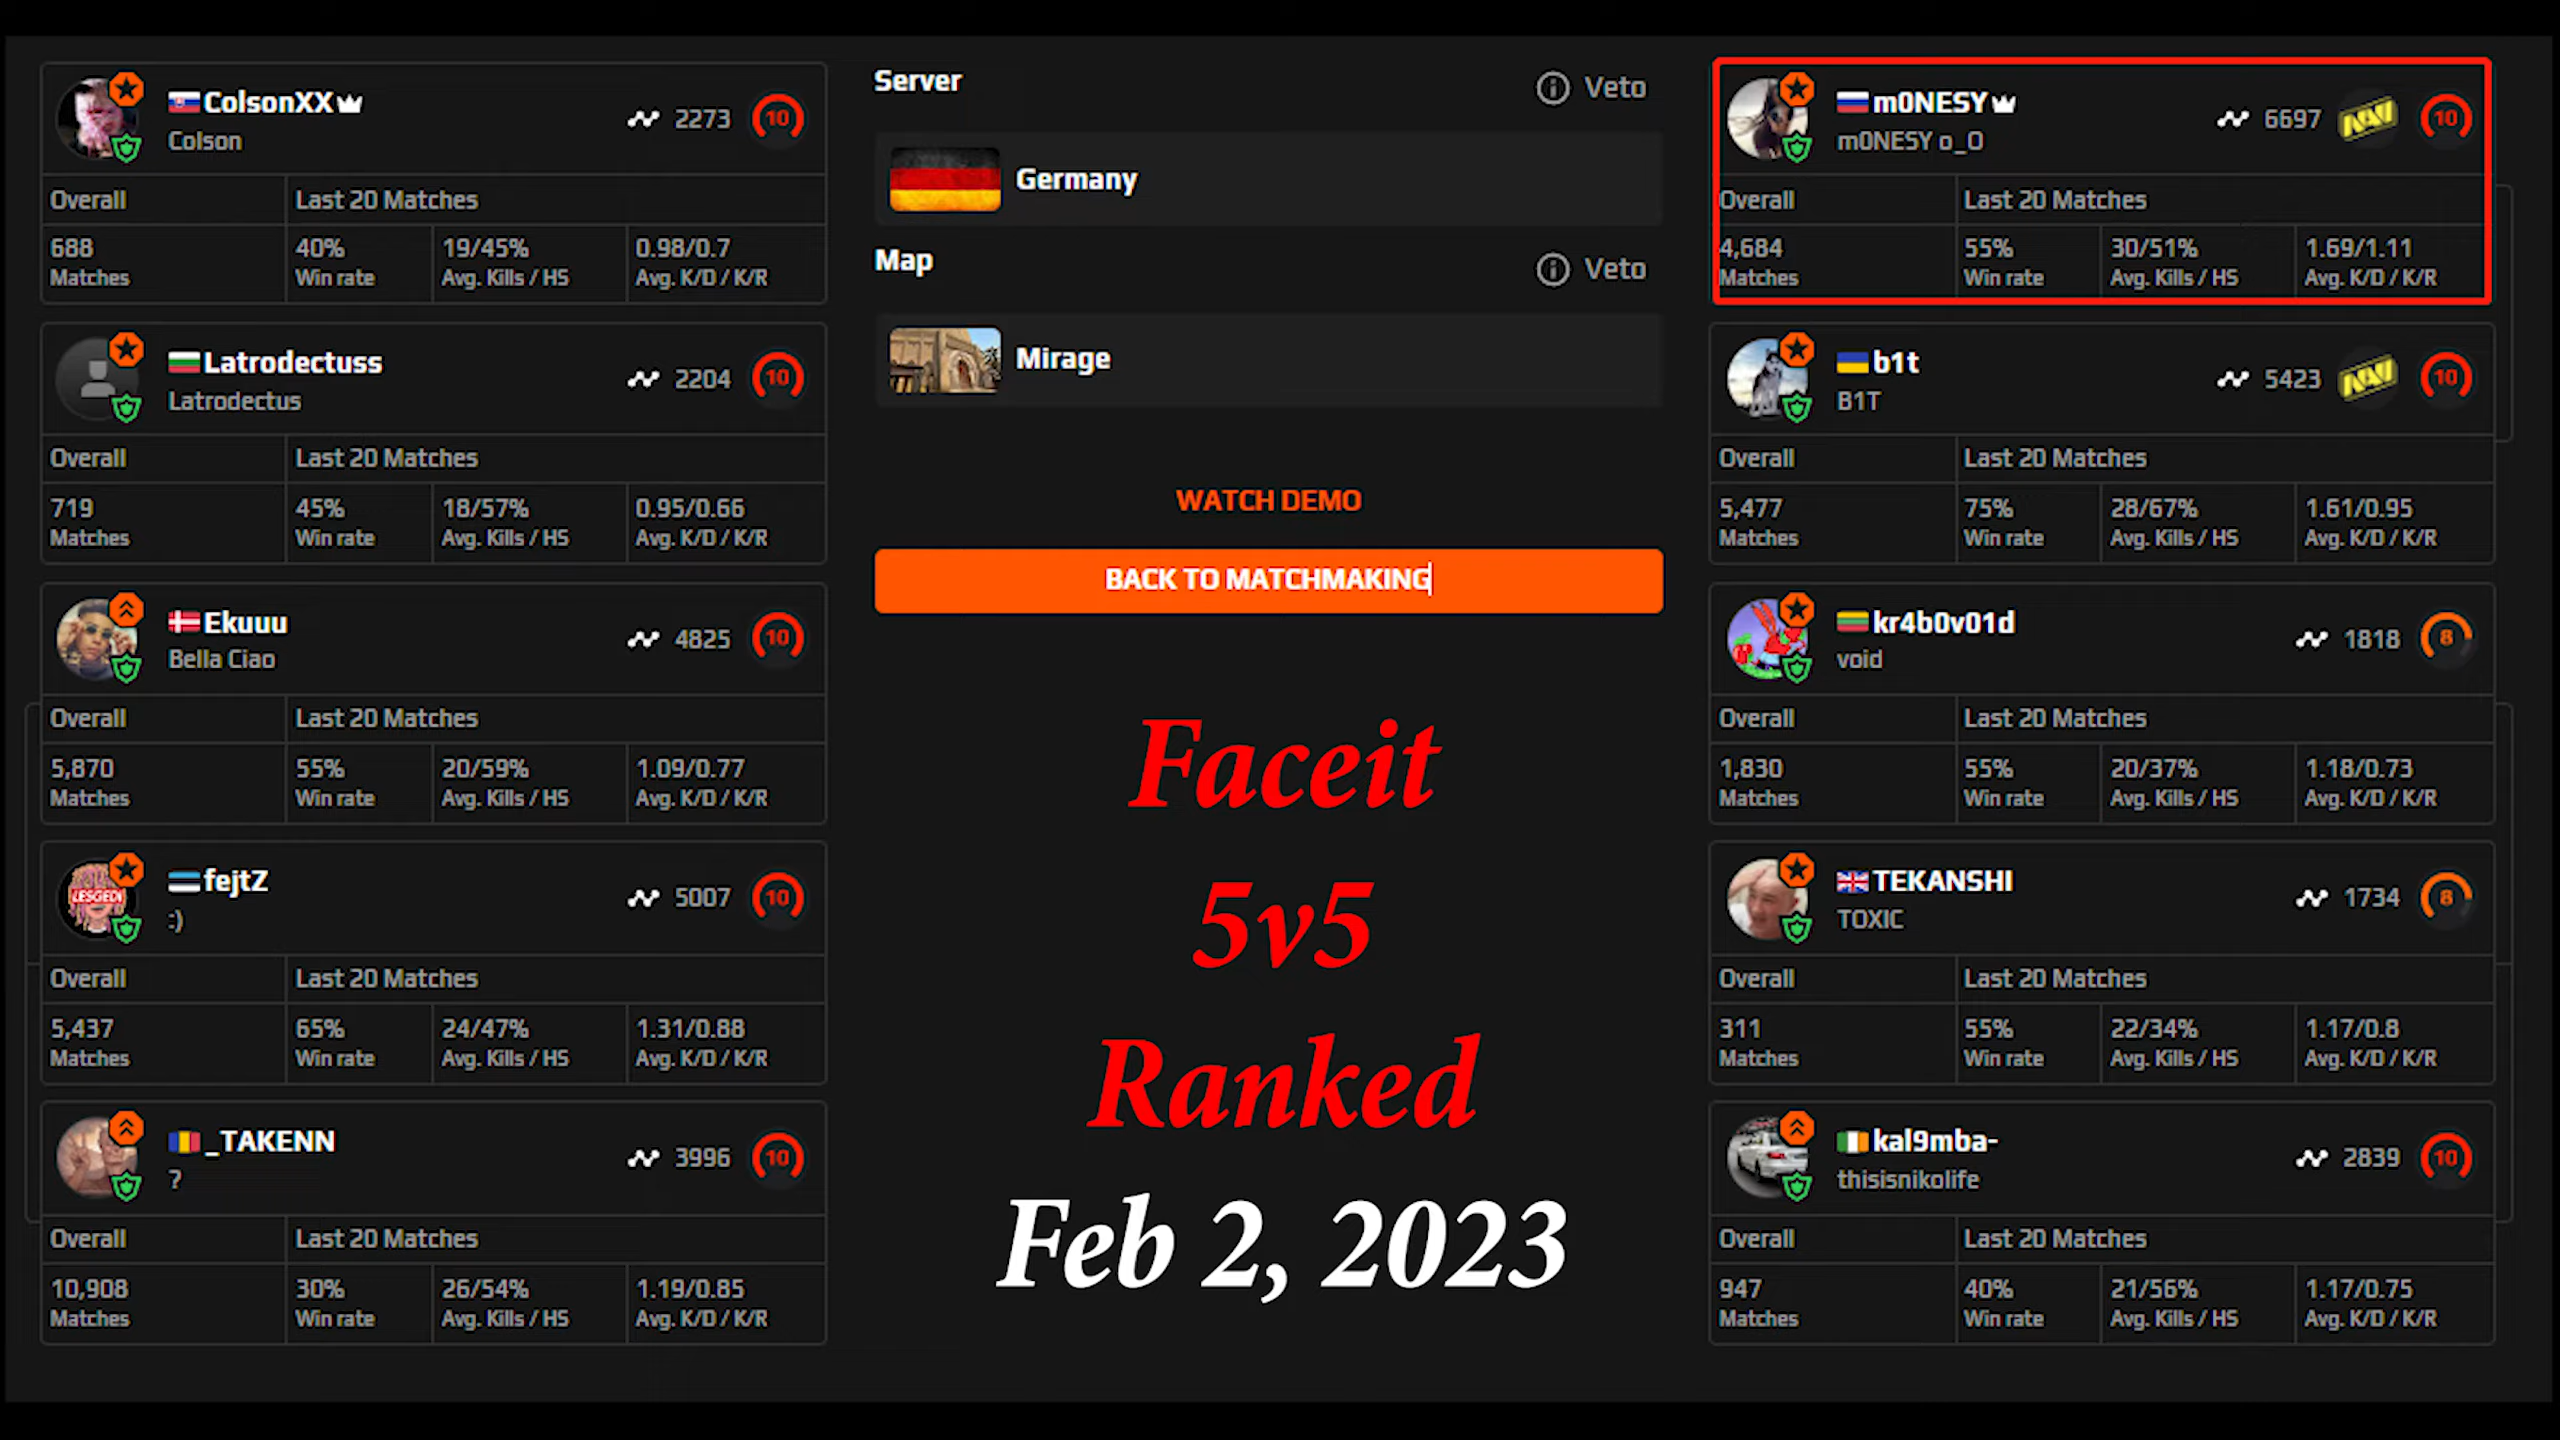 ColsonXX
Colson
2273
10
Overall
Last 20 Matches
688
Matches
40%
Win rate
19/45%
Avg. Kills / HS
0.98/0.7
Avg. K/D / K/R
Latrodectuss
Latrodectus
2204
10
Overall
Last 20 Matches
719
Matches
45%
Win rate
18/57%
Avg. Kills / HS
0.95/0.66
Avg. K/D / K/R
Ekuuu
Bella Ciao
4825
10
Overall
Last 20 Matches
5,870
Matches
55%
Win rate
20/59%
Avg. Kills / HS
1.09/0.77
Avg. K/D / K/R
LESGEDI
fejtZ
:)
5007
10
Overall
Last 20 Matches
5,437
Matches
65%
Win rate
24/47%
Avg. Kills / HS
1.31/0.88
Avg. K/D / K/R
_TAKENN
?
3996
10
Overall
Last 20 Matches
10,908
Matches
30%
Win rate
26/54%
Avg. Kills / HS
1.19/0.85
Avg. K/D / K/R
Server
Veto
Germany
Map
Veto
Mirage
WATCH DEMO
BACK TO MATCHMAKING
Faceit
5v5
Ranked
Feb 2, 2023
m0NESY
m0NESY o_O
6697
NAVI
10
Overall
Last 20 Matches
4,684
Matches
55%
Win rate
30/51%
Avg. Kills / HS
1.69/1.11
Avg. K/D / K/R
b1t
B1T
5423
NAVI
10
Overall
Last 20 Matches
5,477
Matches
75%
Win rate
28/67%
Avg. Kills / HS
1.61/0.95
Avg. K/D / K/R
kr4b0v01d
void
1818
8
Overall
Last 20 Matches
1,830
Matches
55%
Win rate
20/37%
Avg. Kills / HS
1.18/0.73
Avg. K/D / K/R
TEKANSHI
TOXIC
1734
8
Overall
Last 20 Matches
311
Matches
55%
Win rate
22/34%
Avg. Kills / HS
1.17/0.8
Avg. K/D / K/R
kal9mba-
thisisnikolife
2839
10
Overall
Last 20 Matches
947
Matches
40%
Win rate
21/56%
Avg. Kills / HS
1.17/0.75
Avg. K/D / K/R